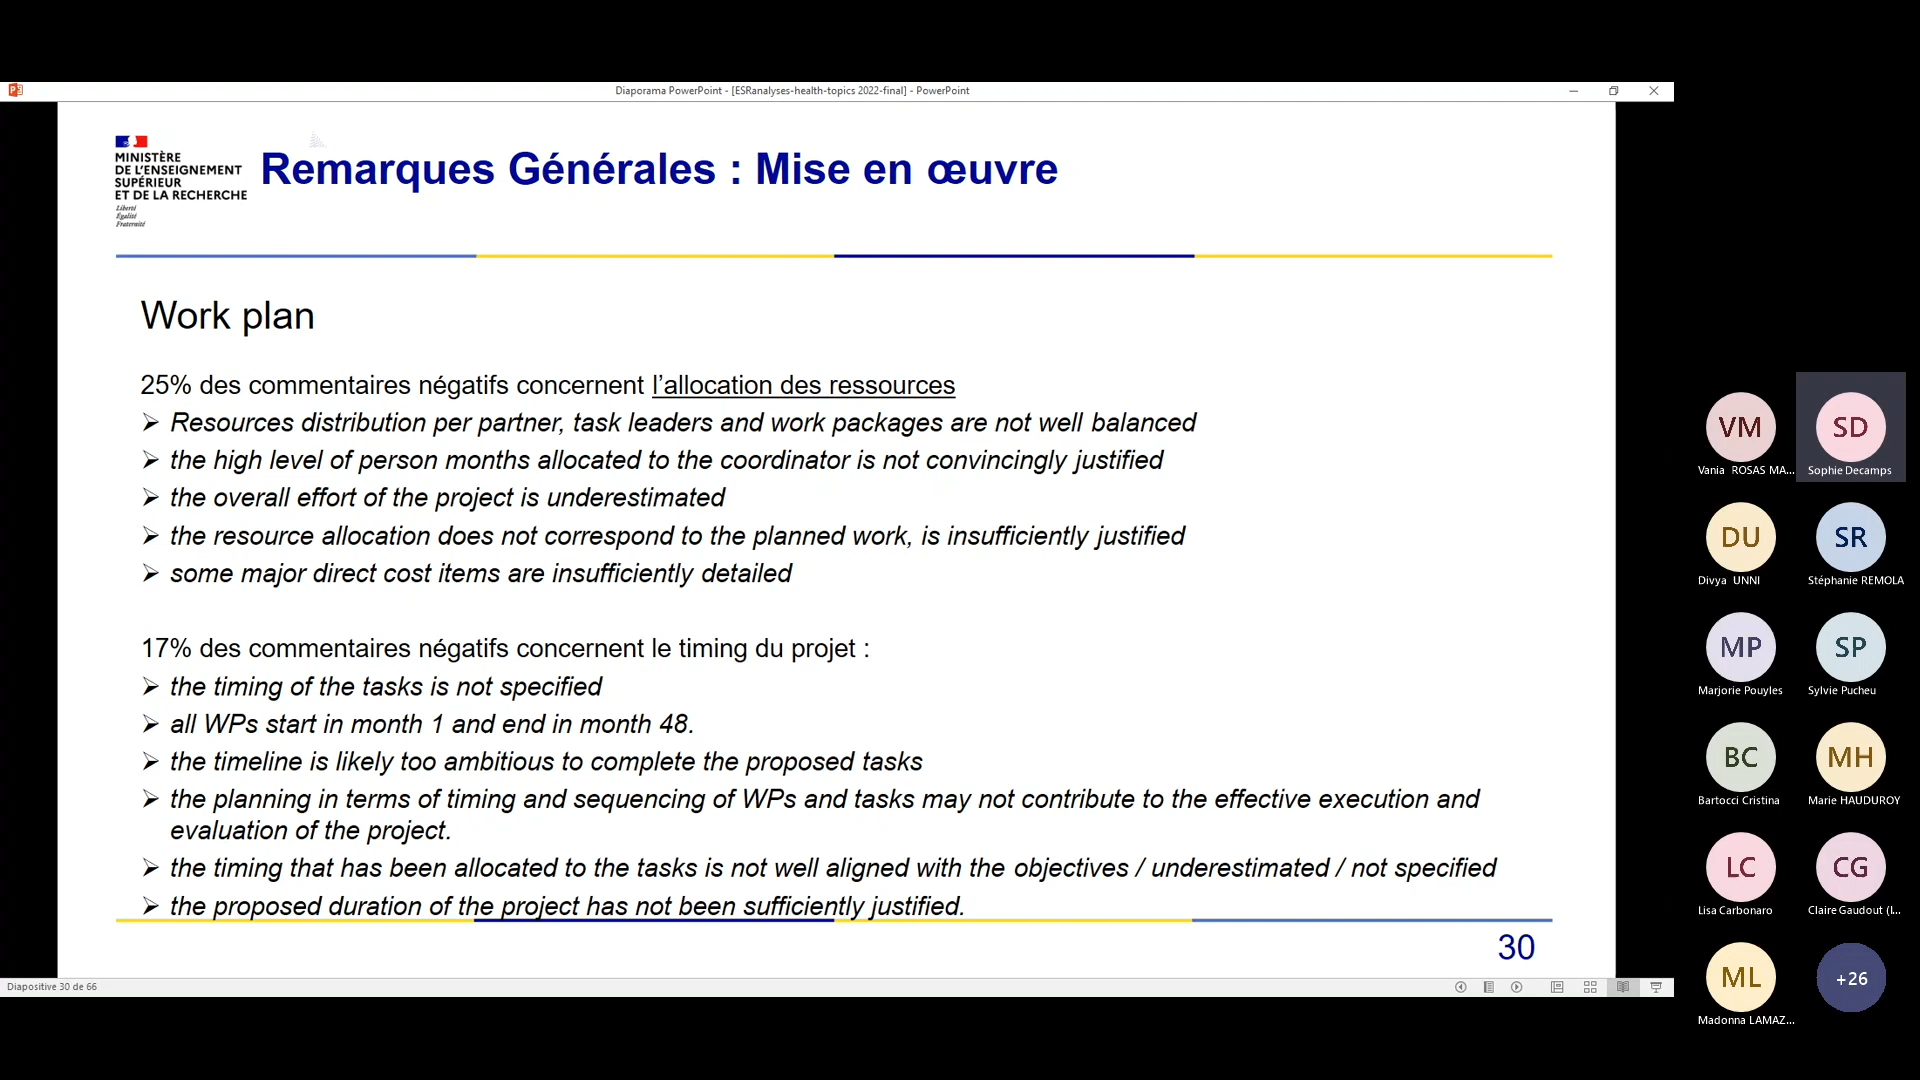 Diaporama PowerPoint - [ESRanalyses-health-topics 2022-final] - PowerPoint
MINISTÈRE
DE L'ENSEIGNEMENT
SUPÉRIEUR
ET DE LA RECHERCHE
Liberté
Égalité
Fraternité
Remarques Générales : Mise en œuvre
Work plan
25% des commentaires négatifs concernent l’allocation des ressources
➢ Resources distribution per partner, task leaders and work packages are not well balanced
➢ the high level of person months allocated to the coordinator is not convincingly justified
➢ the overall effort of the project is underestimated
➢ the resource allocation does not correspond to the planned work, is insufficiently justified
➢ some major direct cost items are insufficiently detailed
17% des commentaires négatifs concernent le timing du projet :
➢ the timing of the tasks is not specified
➢ all WPs start in month 1 and end in month 48.
➢ the timeline is likely too ambitious to complete the proposed tasks
➢ the planning in terms of timing and sequencing of WPs and tasks may not contribute to the effective execution and
evaluation of the project.
➢ the timing that has been allocated to the tasks is not well aligned with the objectives / underestimated / not specified
➢ the proposed duration of the project has not been sufficiently justified.
30
Diapositive 30 de 66
VM
Vania ROSAS MA...
SD
Sophie Decamps
DU
Divya UNNI
SR
Stéphanie REMOLA
MP
Marjorie Pouyles
SP
Sylvie Pucheu
BC
Bartocci Cristina
MH
Marie HAUDUROY
LC
Lisa Carbonaro
CG
Claire Gaudout (I...
ML
Madonna LAMAZ...
+26